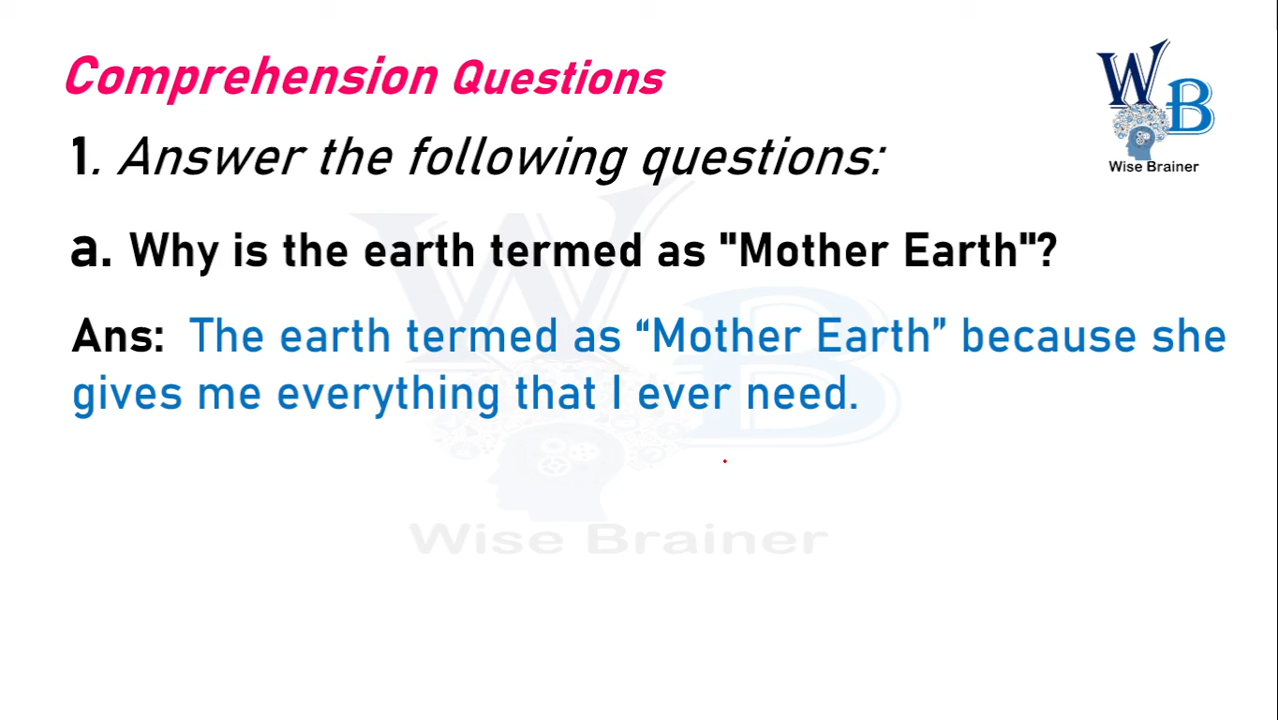 Comprehension Questions
W B
Wise Brainer
1. Answer the following questions:
a. Why is the earth termed as "Mother Earth"?
Ans: The earth termed as “Mother Earth” because she
gives me everything that I ever need.
W B
Wise Brainer